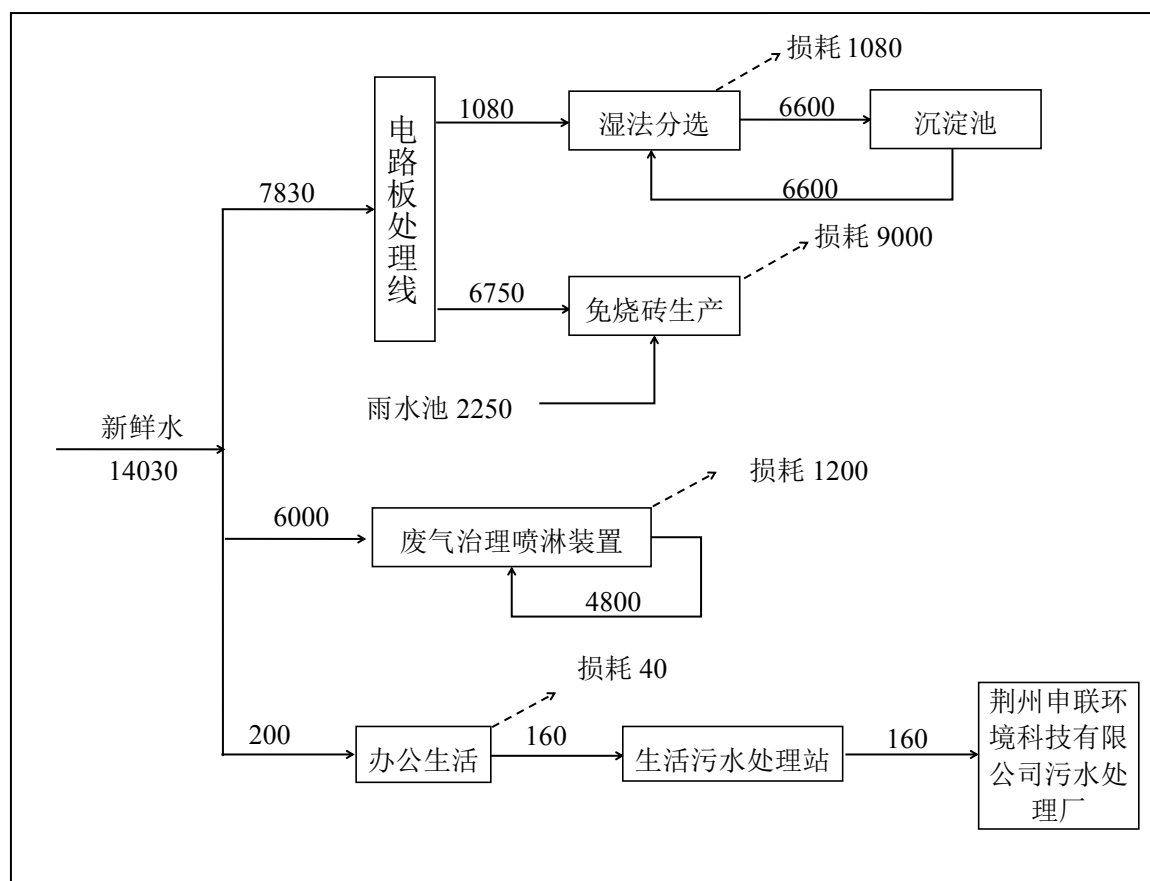 损耗 1080
1080
湿法分选
6600
沉淀池
6600
7830
电路板处理线
损耗 9000
6750
免烧砖生产
雨水池 2250
新鲜水
14030
损耗 1200
6000
废气治理喷淋装置
4800
损耗 40
200
办公生活
160
生活污水处理站
160
荆州申联环
境科技有限
公司污水处
理厂